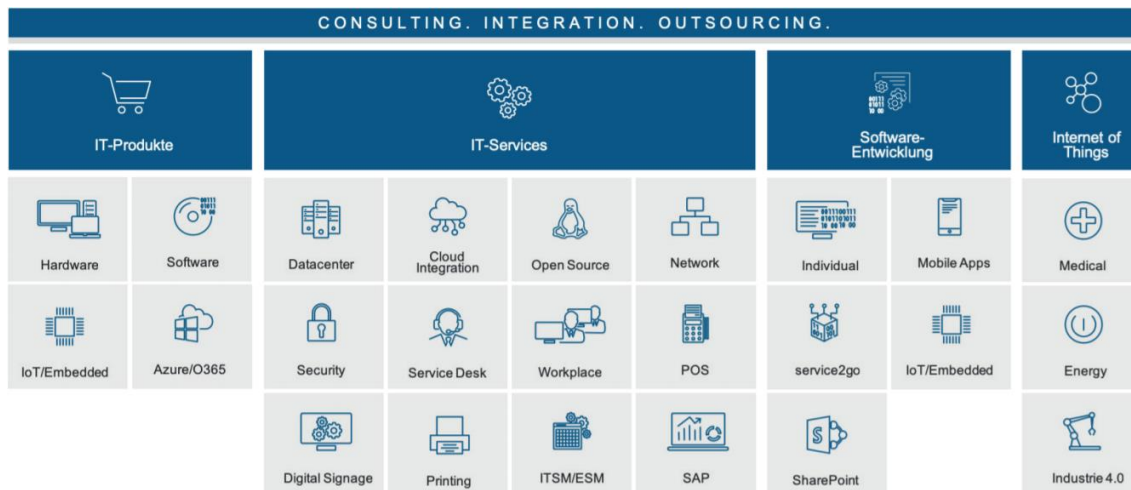 CONSULTING. INTEGRATION. OUTSOURCING.
IT-Produkte
IT-Services
Software-
Entwicklung
Internet of
Things
Hardware
Software
Datacenter
Cloud
Integration
Open Source
Network
Individual
Mobile Apps
Medical
IoT/Embedded
Azure/O365
Security
Service Desk
Workplace
POS
service2go
IoT/Embedded
Energy
Digital Signage
Printing
ITSM/ESM
SAP
SharePoint
Industrie 4.0